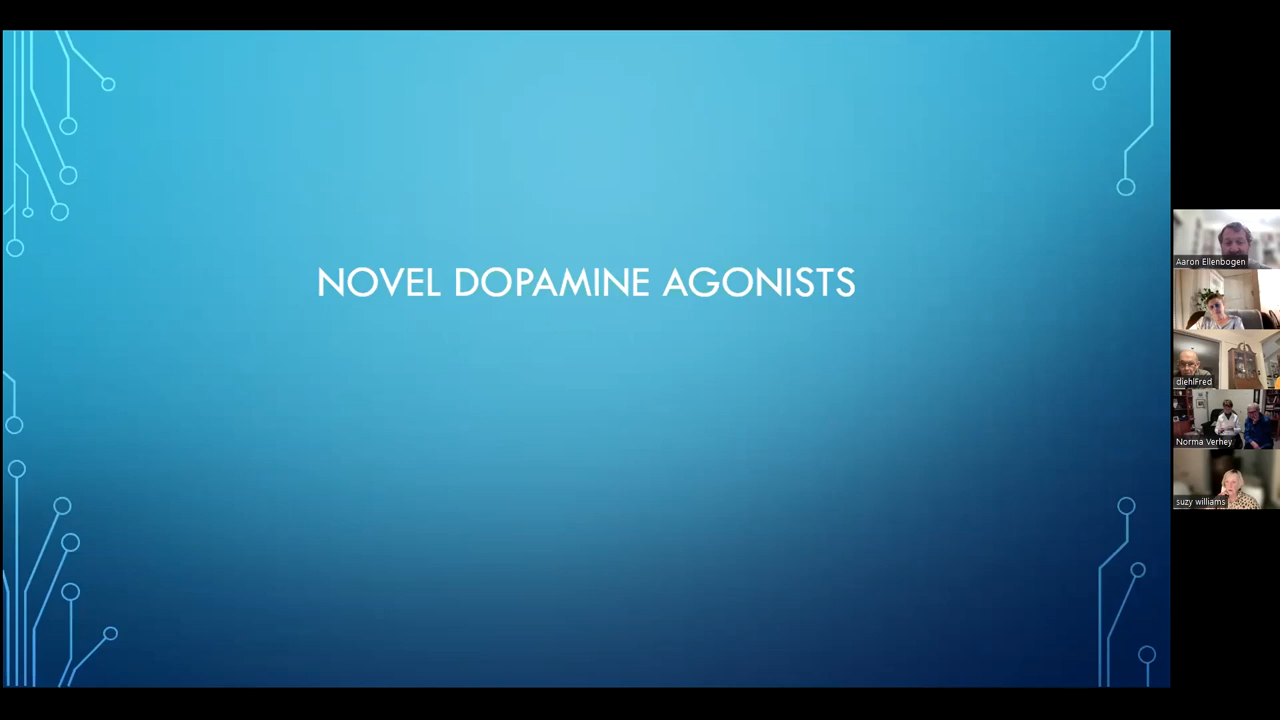 NOVEL DOPAMINE AGONISTS
Aaron Ellenbogen
diehlFred
Norma Verhey
suzy williams